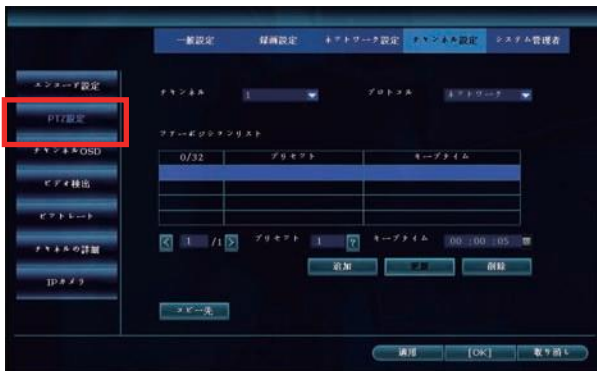 一般設定 録画設定 ネットワーク設定 チャンネル設定 システム管理者
エンコード設定
チャンネル 1 プロトコル ネットワーク
PTZ設定
ツアーポジションリスト
チャンネルOSD
0/32 プリセット キープタイム
ビデオ検出
ビットレート
1 /1 プリセット 1 ? キープタイム 00 :00 :05
チャネルの詳細
追加 削除
IPカメラ
コピー先
適用 [OK] 取り消し